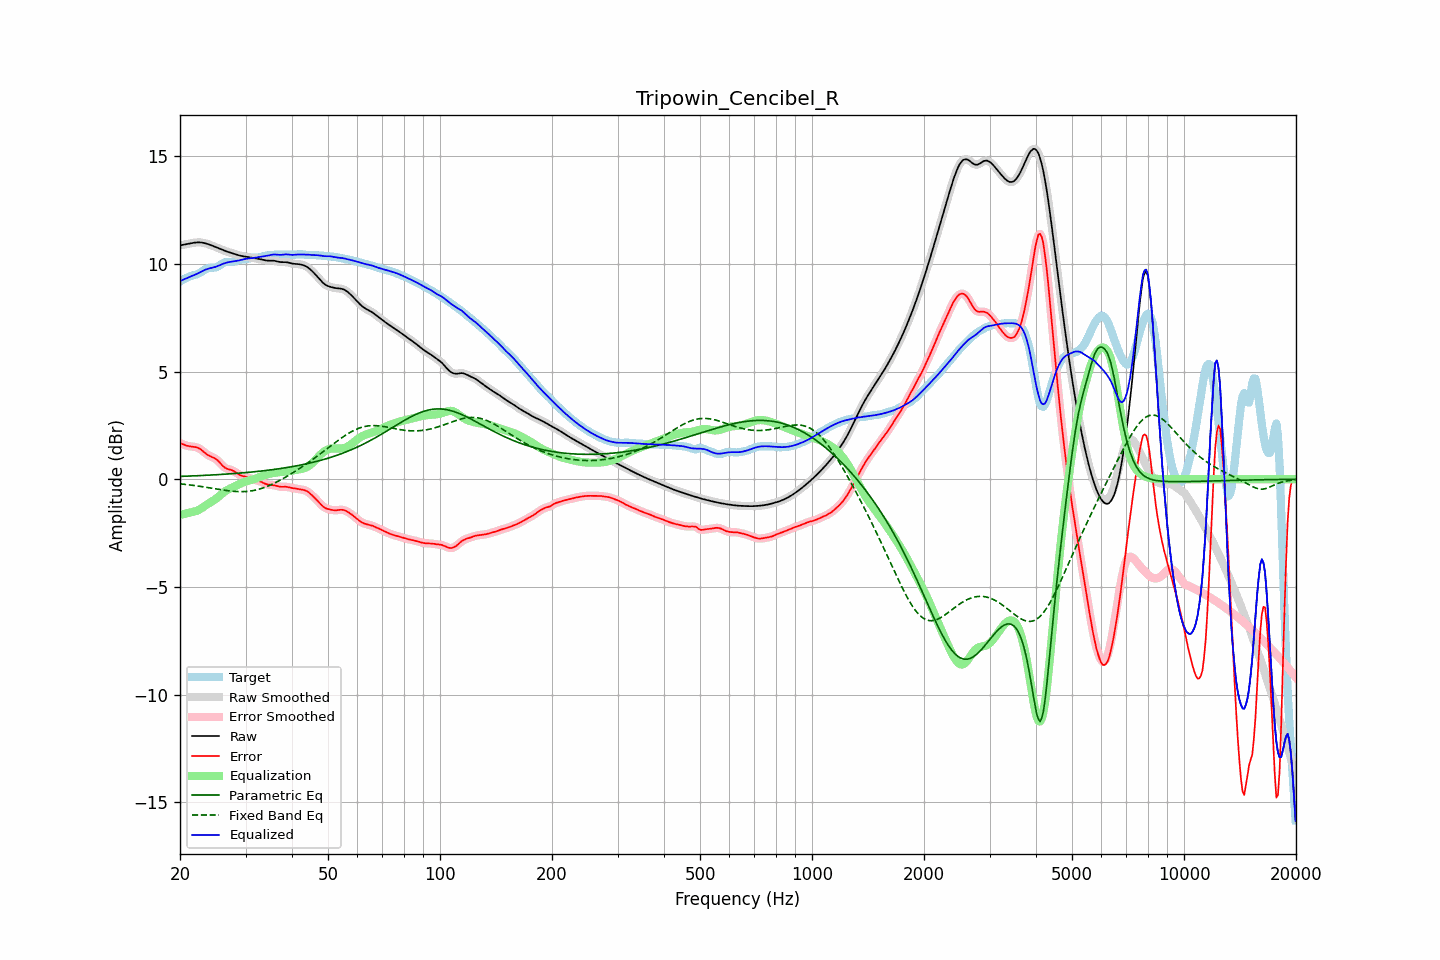 Tripowin_Cencibel_R
Amplitude (dBr)
15
10
5
0
−5
−10
−15
Target
Raw Smoothed
Error Smoothed
Raw
Error
Equalization
Parametric Eq
Fixed Band Eq
Equalized
20 50 100 200 500 1000 2000 5000 10000 20000
Frequency (Hz)